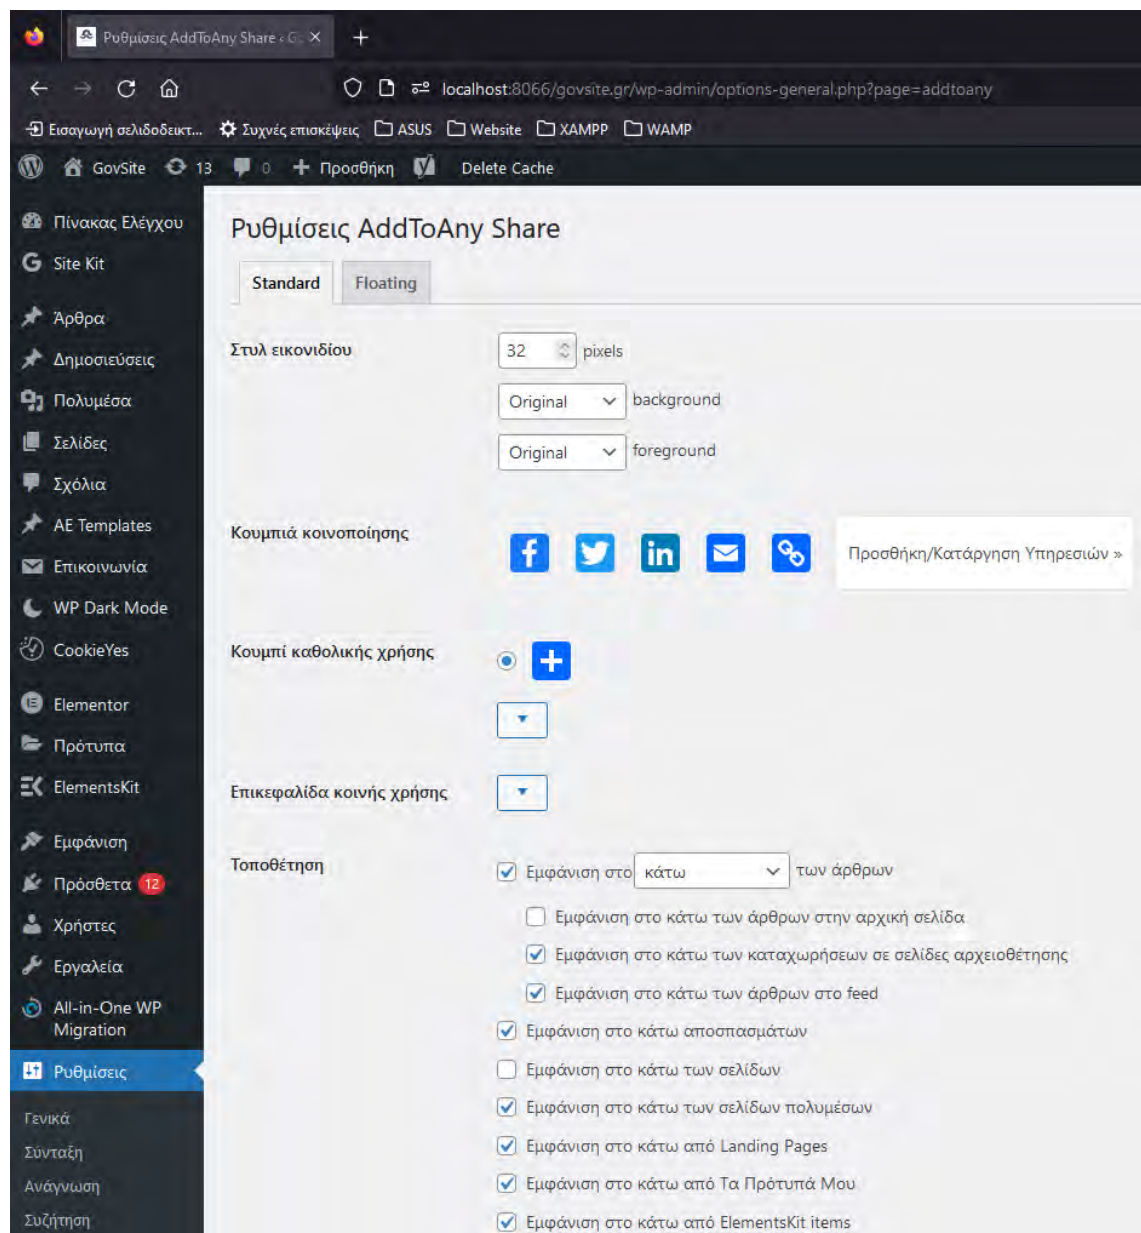 Ρυθμίσεις AddToAny Share ‹ G
localhost:8066/govsite.gr/wp-admin/options-general.php?page=addtoany
Εισαγωγή σελιδοδεικτ... Συχνές επισκέψεις ASUS Website XAMPP WAMP
GovSite 13 0 Προσθήκη Delete Cache
Πίνακας Ελέγχου
Site Kit
Άρθρα
Δημοσιεύσεις
Πολυμέσα
Σελίδες
Σχόλια
AE Templates
Επικοινωνία
WP Dark Mode
CookieYes
Elementor
Πρότυπα
ElementsKit
Εμφάνιση
Πρόσθετα 12
Χρήστες
Εργαλεία
All-in-One WP
Migration
Ρυθμίσεις
Γενικά
Σύνταξη
Ανάγνωση
Συζήτηση
Ρυθμίσεις AddToAny Share
Standard Floating
Στυλ εικονιδίου 32 pixels
Original background
Original foreground
Κουμπιά κοινοποίησης Προσθήκη/Κατάργηση Υπηρεσιών »
Κουμπί καθολικής χρήσης
Επικεφαλίδα κοινής χρήσης
Τοποθέτηση Εμφάνιση στο κάτω των άρθρων
Εμφάνιση στο κάτω των άρθρων στην αρχική σελίδα
Εμφάνιση στο κάτω των καταχωρήσεων σε σελίδες αρχειοθέτησης
Εμφάνιση στο κάτω των άρθρων στο feed
Εμφάνιση στο κάτω αποσπασμάτων
Εμφάνιση στο κάτω των σελίδων
Εμφάνιση στο κάτω των σελίδων πολυμέσων
Εμφάνιση στο κάτω από Landing Pages
Εμφάνιση στο κάτω από Τα Πρότυπά Μου
Εμφάνιση στο κάτω από ElementsKit items